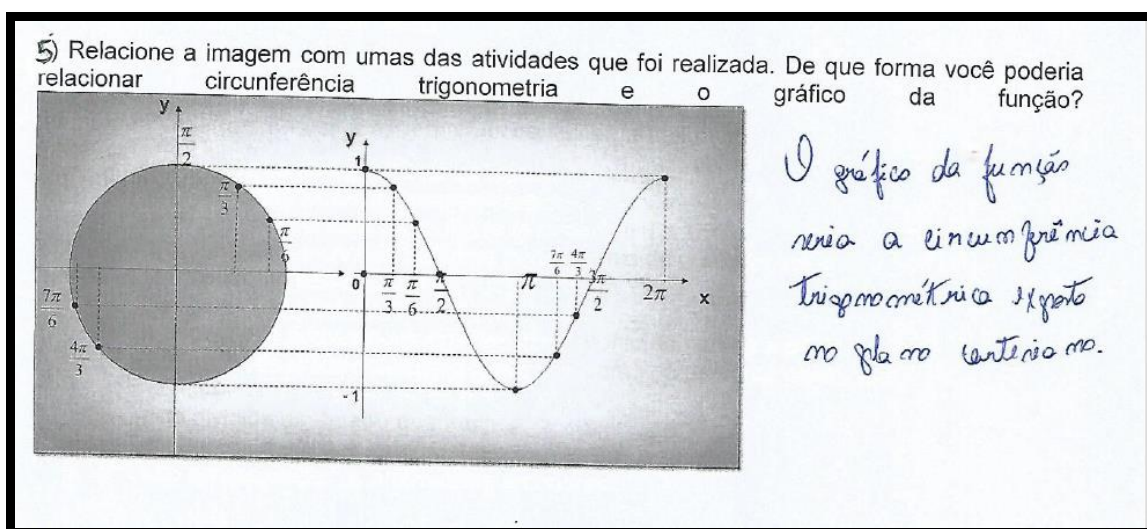 5) Relacione a imagem com umas das atividades que foi realizada. De que forma você poderia
relacionar circunferência trigonometria e o gráfico da função?
y
π/2
π/3
π/6
7π/6
4π/3
y
1
0
π/3
π/6
π/2
π
7π/6
4π/3
3π/2
2π
x
-1
O gráfico da função
seria a circunferência
trigonométrica exposto
no plano cartesiano.